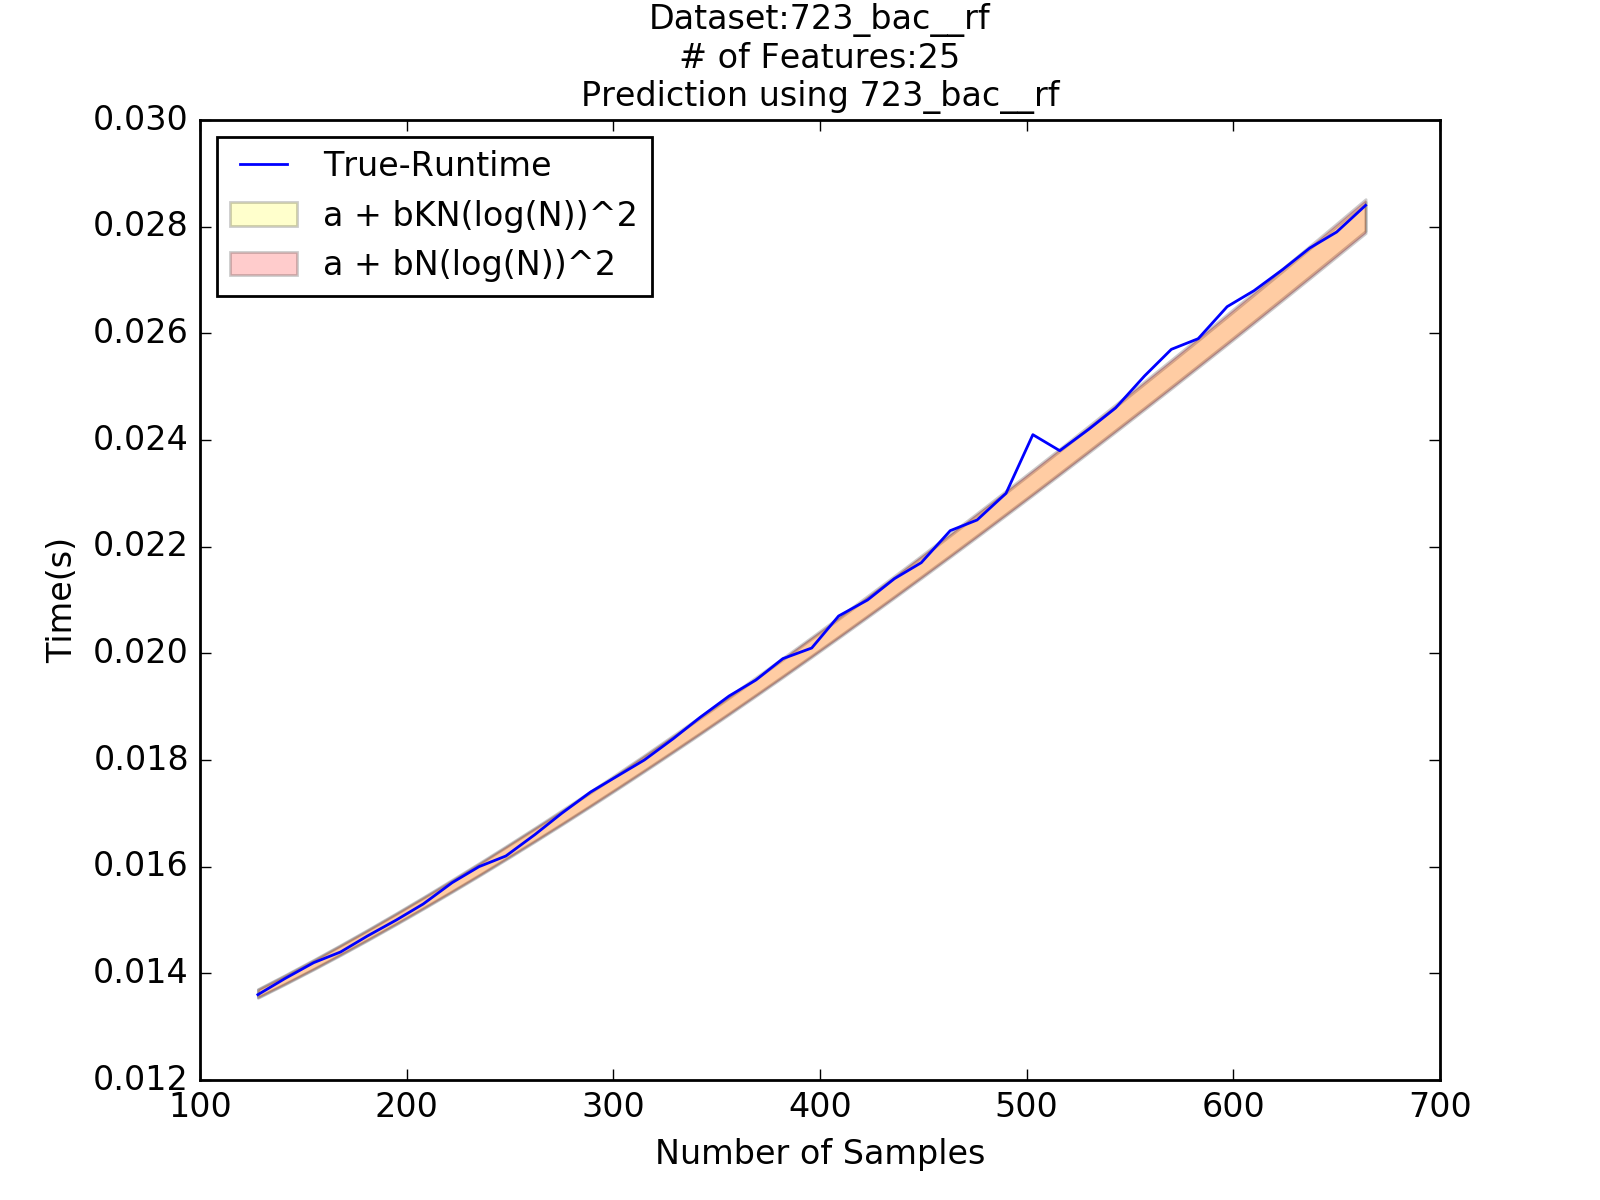 Dataset:723_bac__rf
# of Features:25
Prediction using 723_bac__rf
True-Runtime
a + bKN(log(N))^2
a + bN(log(N))^2
0.030
0.028
0.026
0.024
0.022
0.020
0.018
0.016
0.014
0.012
Time(s)
100 200 300 400 500 600 700
Number of Samples